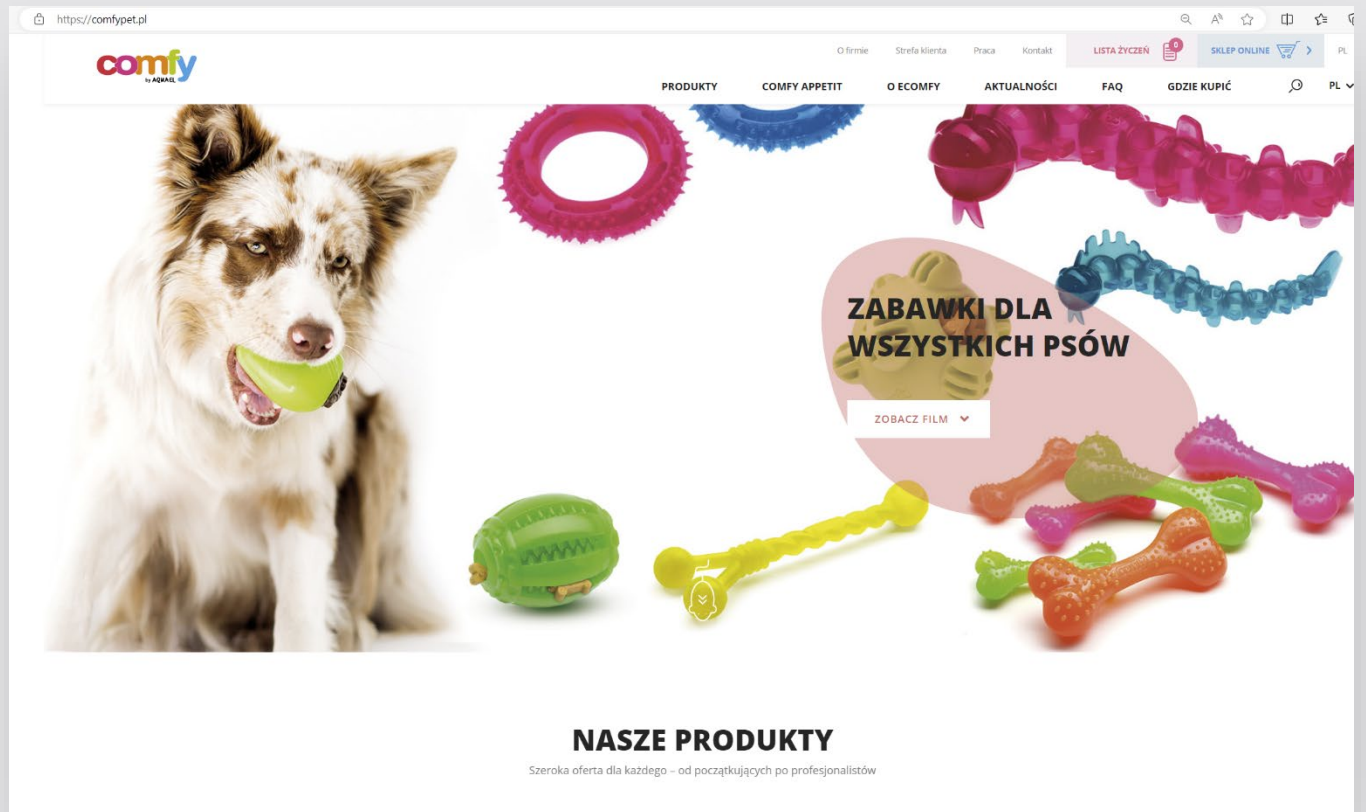 https://comfypet.pl
comfy
by AQUAEL
O firmie Strefa klienta Praca Kontakt LISTA ŻYCZEŃ 0 SKLEP ONLINE PL
PRODUKTY COMFY APPETIT O ECOMFY AKTUALNOŚCI FAQ GDZIE KUPIĆ PL
ZABAWKI DLA
WSZYSTKICH PSÓW
ZOBACZ FILM
NASZE PRODUKTY
Szeroka oferta dla każdego – od początkujących po profesjonalistów